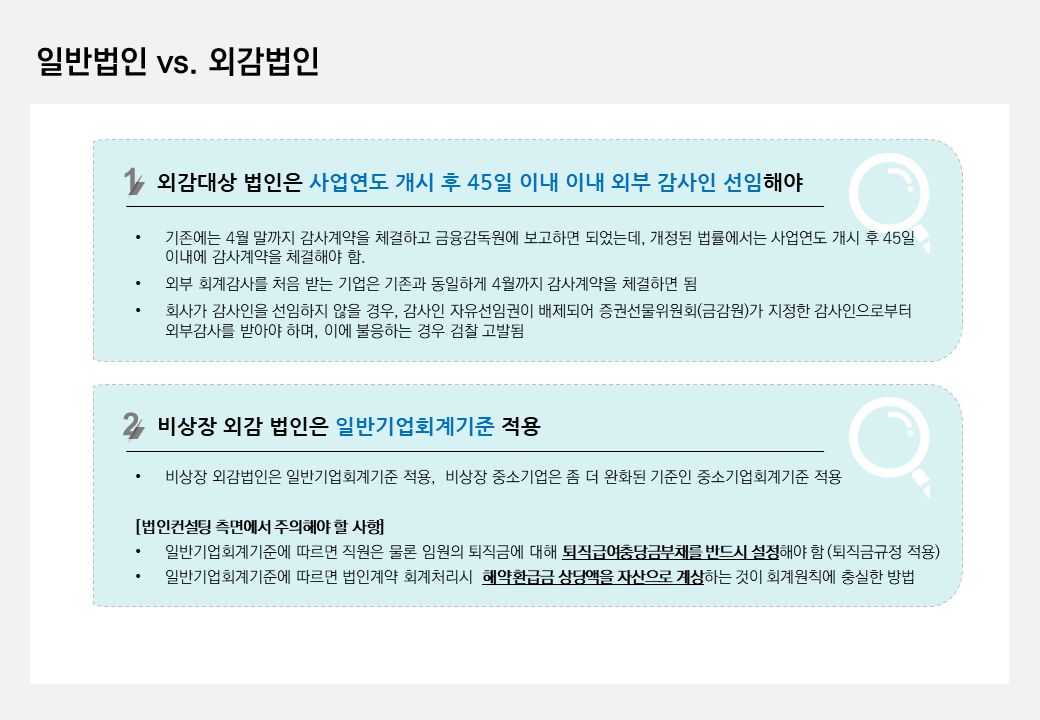 일반법인 vs. 외감법인
1 외감대상 법인은 사업연도 개시 후 45일 이내 이내 외부 감사인 선임해야
• 기존에는 4월 말까지 감사계약을 체결하고 금융감독원에 보고하면 되었는데, 개정된 법률에서는 사업연도 개시 후 45일
이내에 감사계약을 체결해야 함.
• 외부 회계감사를 처음 받는 기업은 기존과 동일하게 4월까지 감사계약을 체결하면 됨
• 회사가 감사인을 선임하지 않을 경우, 감사인 자유선임권이 배제되어 증권선물위원회(금감원)가 지정한 감사인으로부터
외부감사를 받아야 하며, 이에 불응하는 경우 검찰 고발됨
2 비상장 외감 법인은 일반기업회계기준 적용
• 비상장 외감법인은 일반기업회계기준 적용, 비상장 중소기업은 좀 더 완화된 기준인 중소기업회계기준 적용
[법인컨설팅 측면에서 주의해야 할 사항]
• 일반기업회계기준에 따르면 직원은 물론 임원의 퇴직금에 대해 퇴직급여충당금부채를 반드시 설정해야 함 (퇴직금규정 적용)
• 일반기업회계기준에 따르면 법인계약 회계처리시 해약환급금 상당액을 자산으로 계상하는 것이 회계원칙에 충실한 방법